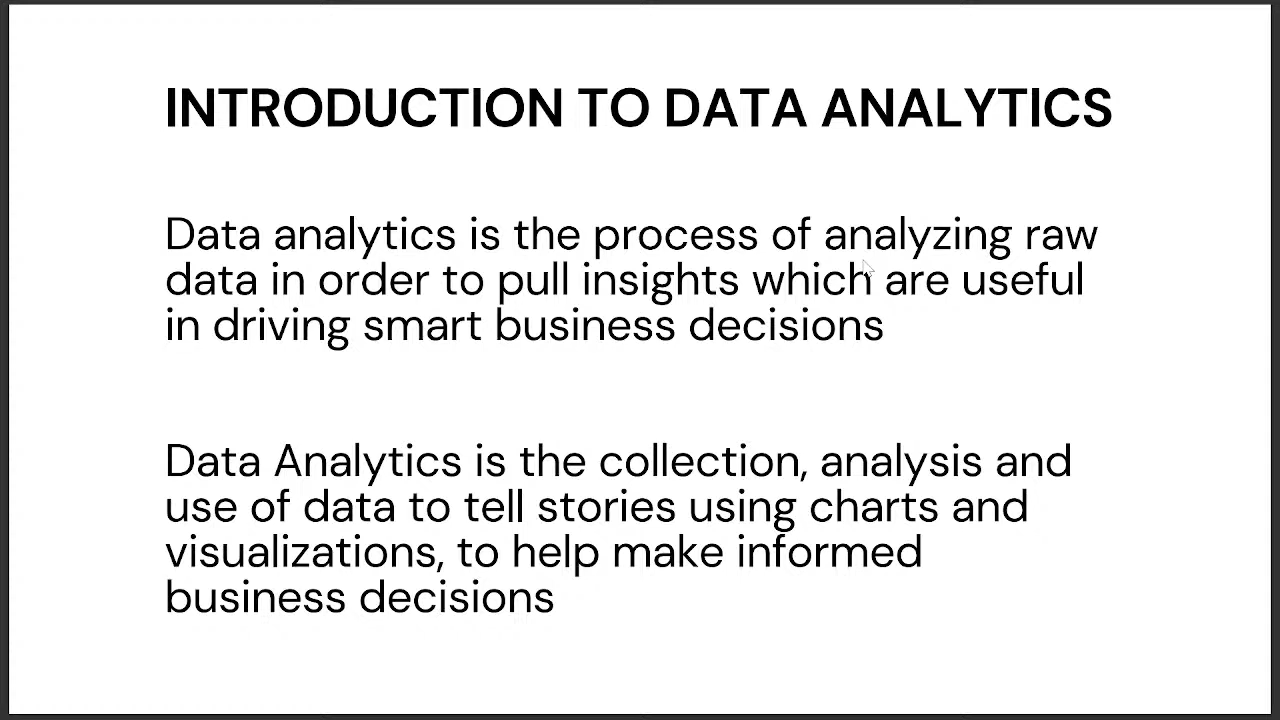 INTRODUCTION TO DATA ANALYTICS
Data analytics is the process of analyzing raw
data in order to pull insights which are useful
in driving smart business decisions
Data Analytics is the collection, analysis and
use of data to tell stories using charts and
visualizations, to help make informed
business decisions